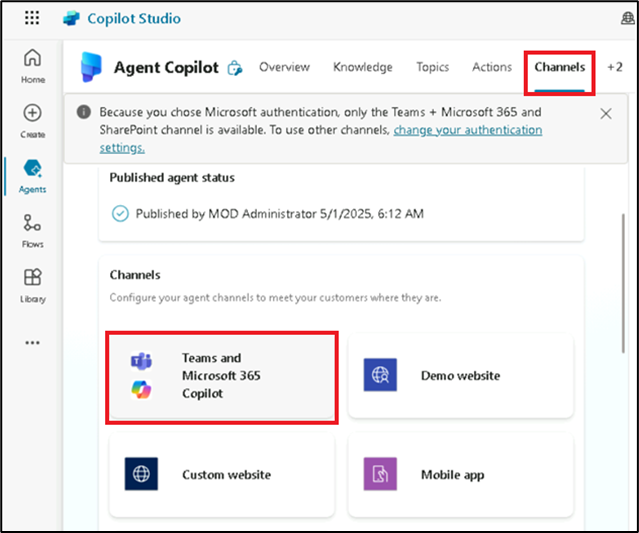 Copilot Studio
Home
Create
Agents
Flows
Library
Agent Copilot
Overview
Knowledge
Topics
Actions
Channels
+2
Because you chose Microsoft authentication, only the Teams + Microsoft 365 and
SharePoint channel is available. To use other channels, change your authentication
settings.
Published agent status
Published by MOD Administrator 5/1/2025, 6:12 AM
Channels
Configure your agent channels to meet your customers where they are.
Teams and
Microsoft 365
Copilot
Demo website
Custom website
Mobile app